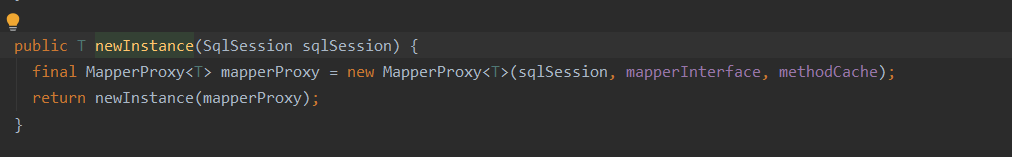 public T newInstance(SqlSession sqlSession) {
final MapperProxy<T> mapperProxy = new MapperProxy<T>(sqlSession, mapperInterface, methodCache);
return newInstance(mapperProxy);
}